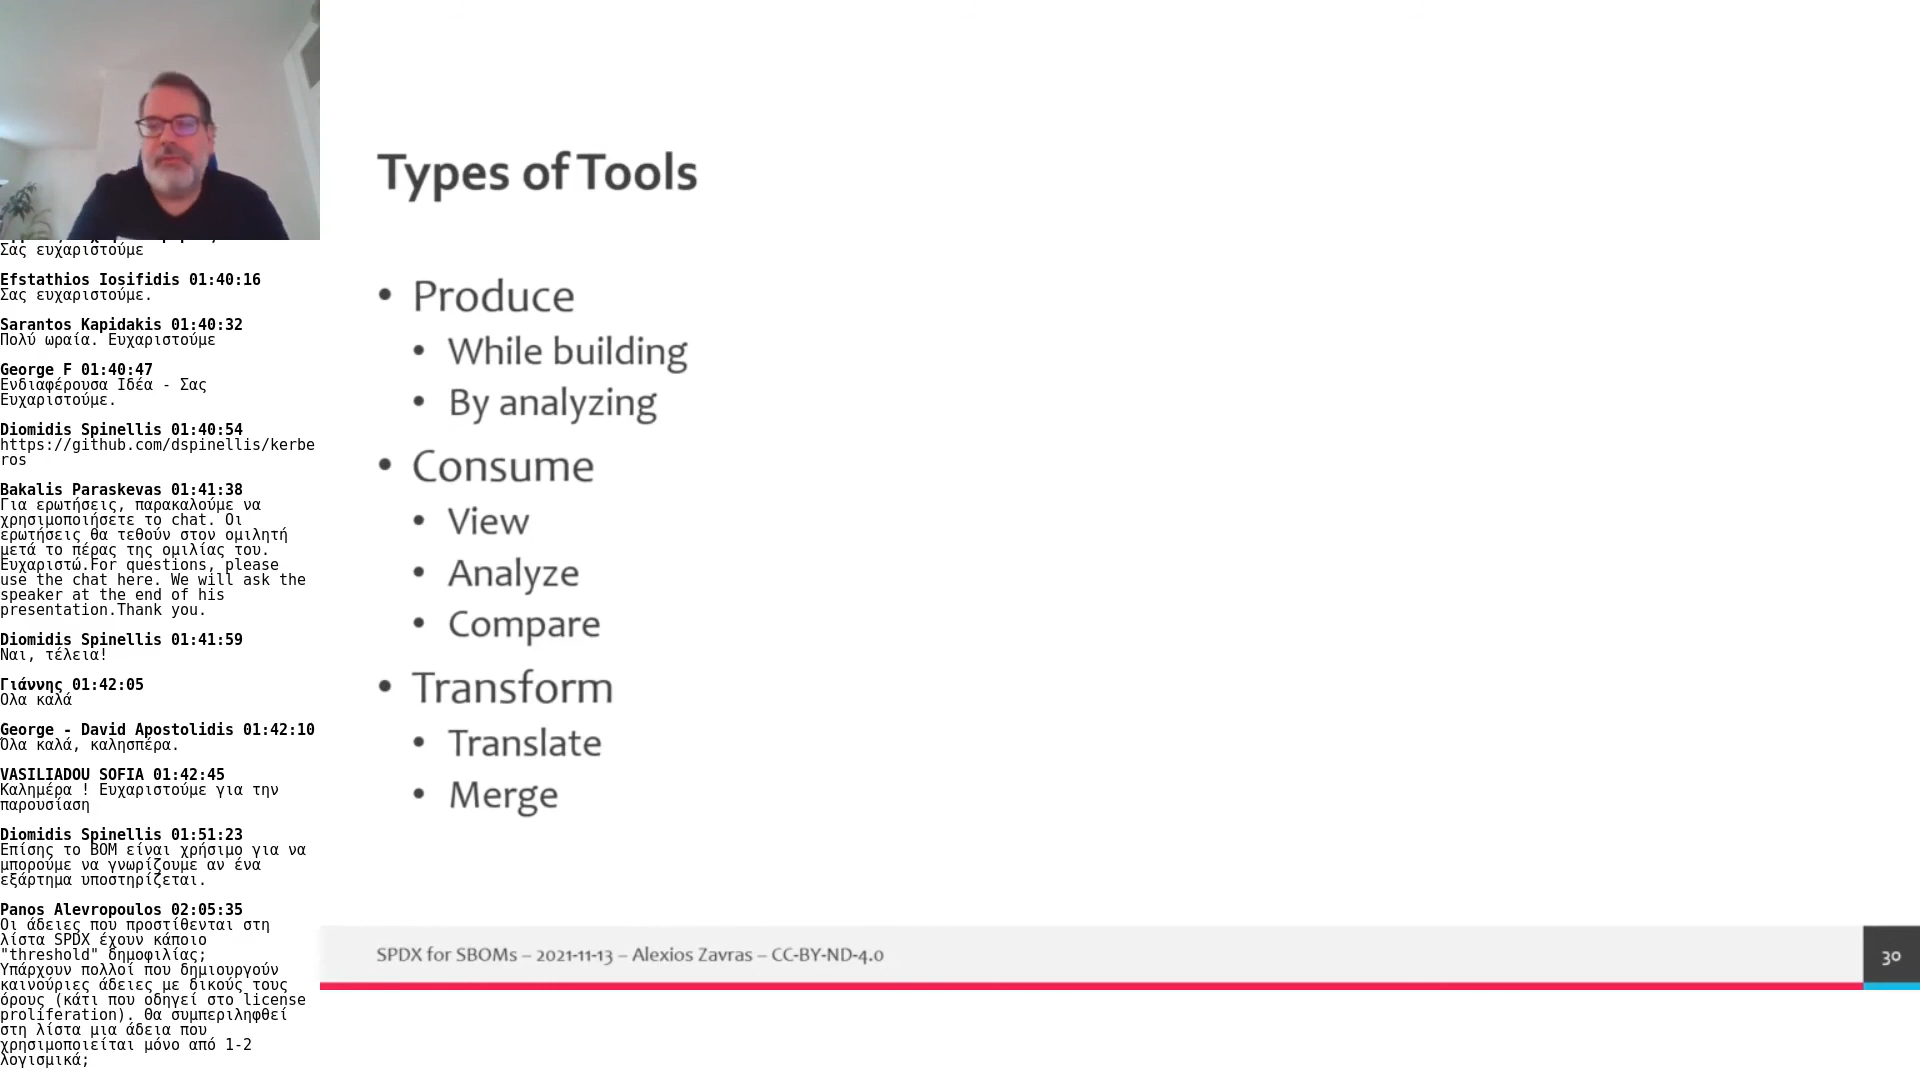 Σας ευχαριστούμε
Efstathios Iosifidis 01:40:16
Σας ευχαριστούμε.
Sarantos Kapidakis 01:40:32
Πολύ ωραία. Ευχαριστούμε
George F 01:40:47
Ενδιαφέρουσα Ιδέα - Σας
Ευχαριστούμε.
Diomidis Spinellis 01:40:54
https://github.com/dspinellis/kerbe
ros
Bakalis Paraskevas 01:41:38
Για ερωτήσεις, παρακαλούμε να
χρησιμοποιήσετε το chat. Οι
ερωτήσεις θα τεθούν στον ομιλητή
μετά το πέρας της ομιλίας του.
Ευχαριστώ.For questions, please
use the chat here. We will ask the
speaker at the end of his
presentation.Thank you.
Diomidis Spinellis 01:41:59
Ναι, τέλεια!
Γιάννης 01:42:05
Όλα καλά
George - David Apostolidis 01:42:10
Όλα καλά, καλησπέρα.
VASILIADOU SOFIA 01:42:45
Καλημέρα ! Ευχαριστούμε για την
παρουσίαση
Diomidis Spinellis 01:51:23
Επίσης το BOM είναι χρήσιμο για να
μπορούμε να γνωρίζουμε αν ένα
εξάρτημα υποστηρίζεται.
Panos Alevropoulos 02:05:35
Οι άδειες που προστίθενται στη
λίστα SPDX έχουν κάποιο
"threshold" δημοφιλίας;
Υπάρχουν πολλοί που δημιουργούν
καινούριες άδειες με δικούς τους
όρους (κάτι που οδηγεί στο license
proliferation). Θα συμπεριληφθεί
στη λίστα μια άδεια που
χρησιμοποιείται μόνο από 1-2
λογισμικά;
Types of Tools
• Produce
• While building
• By analyzing
• Consume
• View
• Analyze
• Compare
• Transform
• Translate
• Merge
SPDX for SBOMs – 2021-11-13 – Alexios Zavras – CC-BY-ND-4.0
30